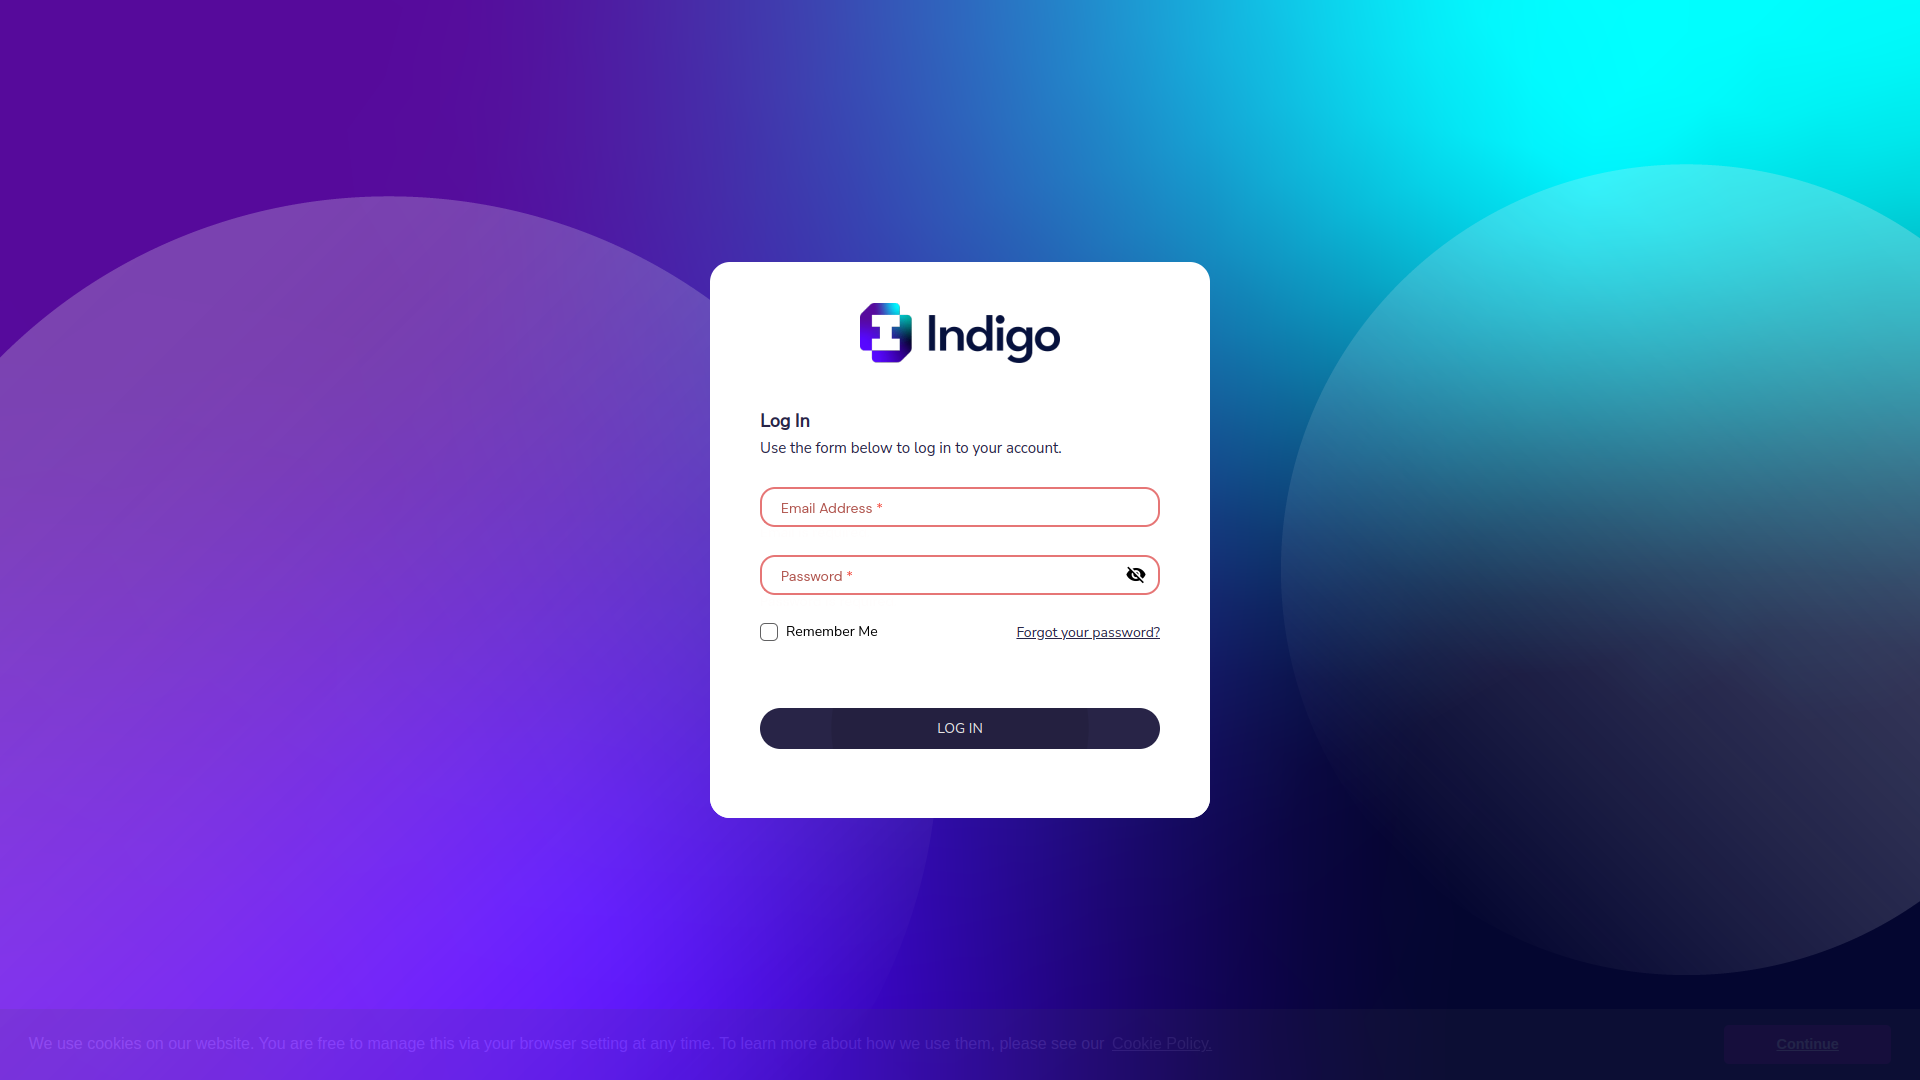 Indigo
Log In
Use the form below to log in to your account.
Email Address *
Password *
Remember Me
Forgot your password?
LOG IN
We use cookies on our website. You are free to manage this via your browser setting at any time. To learn more about how we use them, please see our Cookie Policy.
Continue